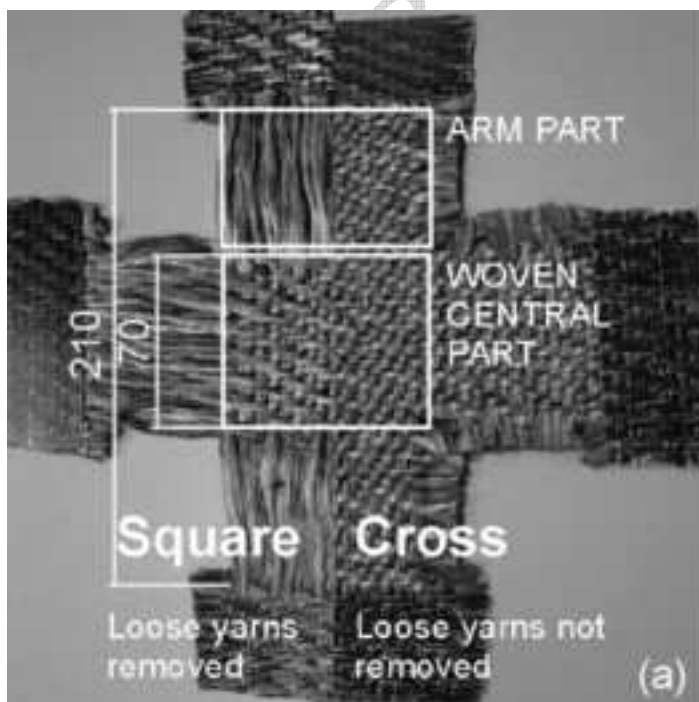 ARM PART
WOVEN
CENTRAL
PART
210
70
Square Cross
Loose yarns
removed
Loose yarns not
removed
(a)